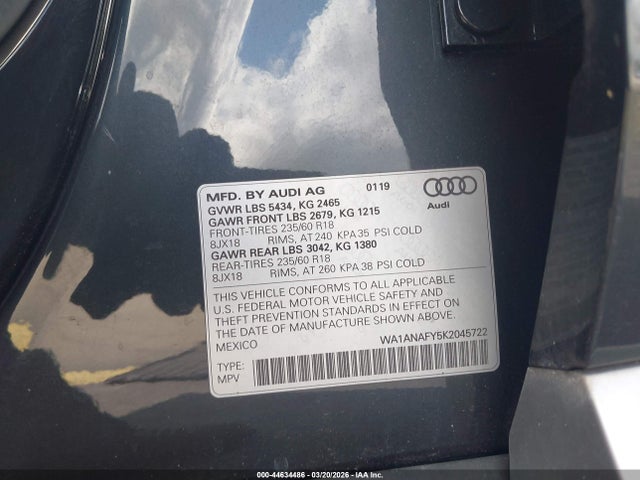 MFD. BY AUDI AG 0119
GVWR LBS 5434, KG 2465
GAWR FRONT LBS 2679, KG 1215
FRONT-TIRES 235/60 R18
8JX18 RIMS, AT 240 KPA 35 PSI COLD
GAWR REAR LBS 3042, KG 1380
REAR-TIRES 235/60 R18
8JX18 RIMS, AT 260 KPA 38 PSI COLD
Audi
THIS VEHICLE CONFORMS TO ALL APPLICABLE
U.S. FEDERAL MOTOR VEHICLE SAFETY AND
THEFT PREVENTION STANDARDS IN EFFECT ON
THE DATE OF MANUFACTURE SHOWN ABOVE.
MEXICO WA1ANAFY5K2045722
TYPE:
MPV
000-44634486 - 03/20/2026 - IAA Inc.